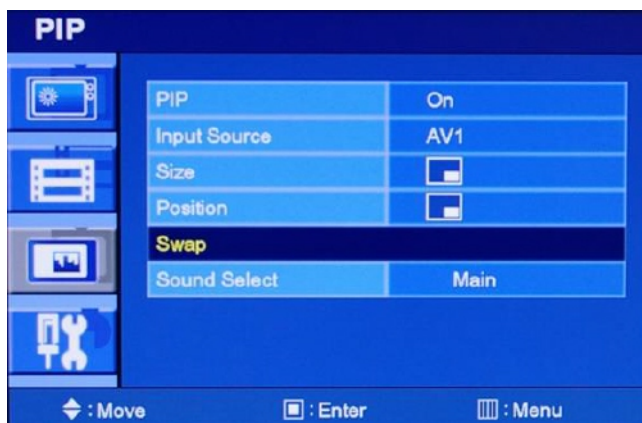 PIP
PIP On
Input Source AV1
Size
Position
Swap
Sound Select Main
: Move : Enter : Menu